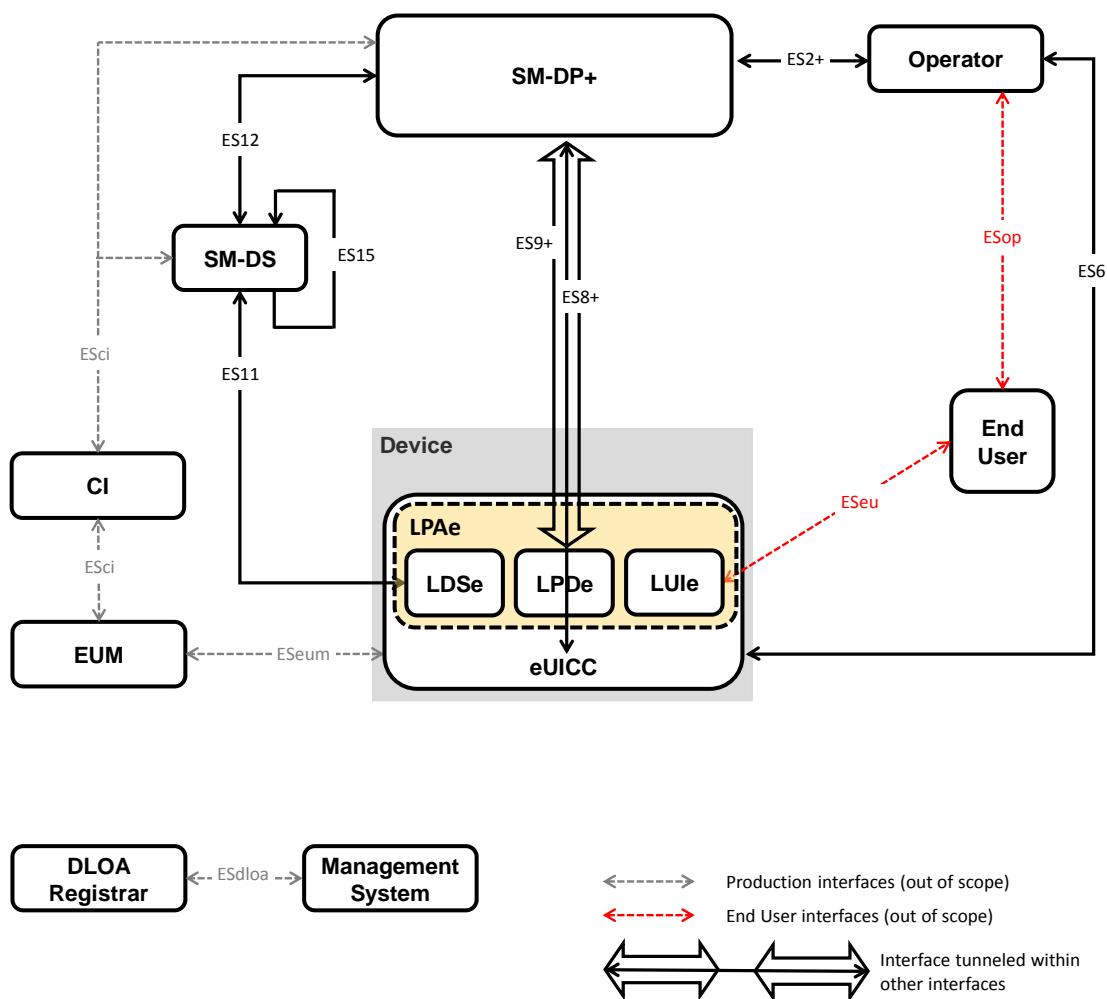 SM-DP+
ES2+
Operator
ES12
SM-DS
ES15
ES9+
ES8+
ESop
ES6
ESci
ES11
End
User
Device
CI
LPAe
ESeu
ESci
LDSe
LPDe
LUIe
EUM
ESeum
eUICC
DLOA
Registrar
ESdloa
Management
System
Production interfaces (out of scope)
End User interfaces (out of scope)
Interface tunneled within
other interfaces